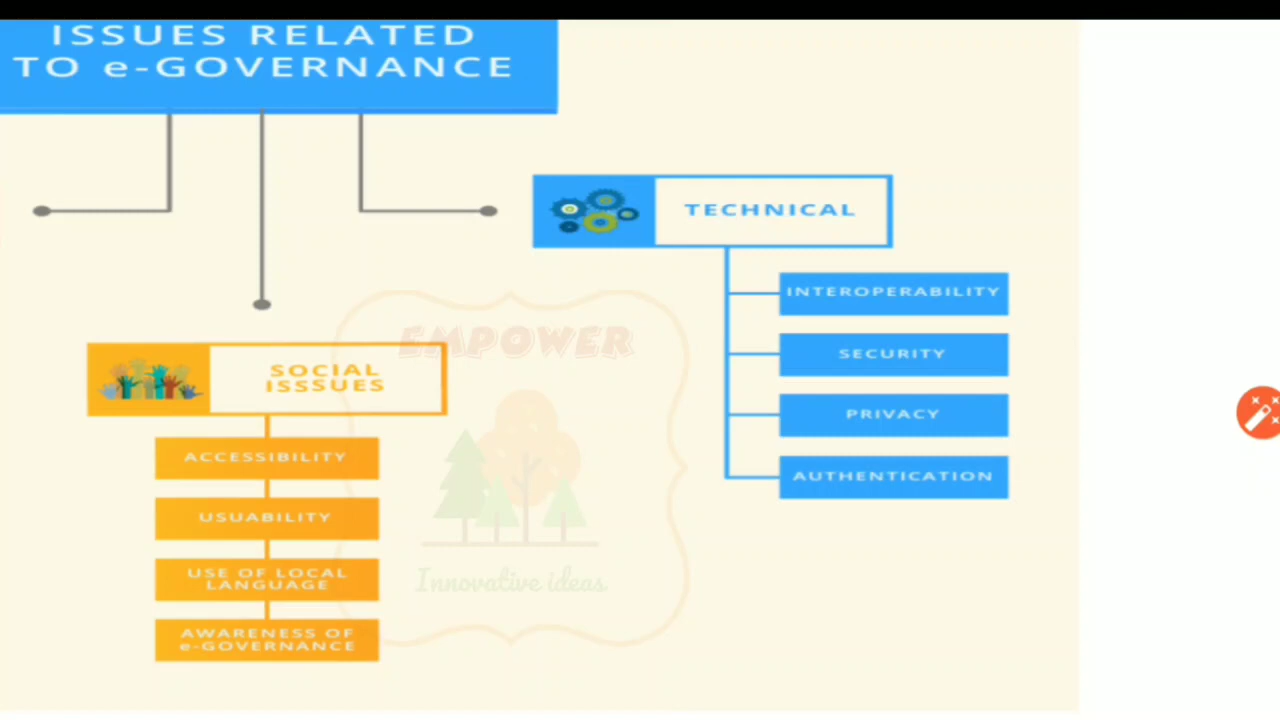 ISSUES RELATED
TO e-GOVERNANCE
TECHNICAL
INTEROPERABILITY
SECURITY
PRIVACY
AUTHENTICATION
SOCIAL
ISSSUES
ACCESSIBILITY
USUABILITY
USE OF LOCAL
LANGUAGE
AWARENESS OF
e-GOVERNANCE
EMPOWER
Innovative ideas.